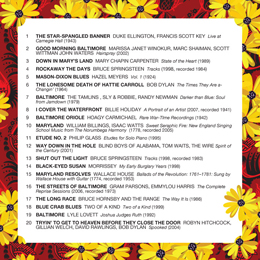 1 THE STAR-SPANGLED BANNER DUKE ELLINGTON, FRANCIS SCOTT KEY Live at
Carnegie Hall (1943)
2 GOOD MORNING BALTIMORE MARISSA JANET WINOKUR, MARC SHAIMAN, SCOTT
WITTMAN JOHN WATERS Hairspray (2002)
3 DOWN IN MARY'S LAND MARY CHAPIN CARPENTER State of the Heart (1989)
4 ROCKAWAY THE DAYS BRUCE SPRINGSTEEN Tracks (1998, recorded 1984)
5 MASON-DIXON BLUES HAZEL MEYERS Vol. 1 (1924)
6 THE LONESOME DEATH OF HATTIE CARROLL BOB DYLAN The Times They Are a-
Changin' (1964)
7 BALTIMORE THE TAMLINS, SLY & ROBBIE, RANDY NEWMAN Darker than Blue: Soul
from Jamdown (1979)
8 I COVER THE WATERFRONT BILLIE HOLIDAY A Portrait of an Artist (2007, recorded 1941)
9 BALTIMORE ORIOLE HOAGY CARMICHAEL New-Wise Time Recordings (1942)
10 MARYLAND WILLIAM BILLINGS, ISAAC WATTS Sweet Seraphic Fire: New England Singing
School Music from The Norumbega Harmony (1778, recorded 2005)
11 ETUDE NO. 2 PHILIP GLASS Etudes for Solo Piano (1995)
12 WAY DOWN IN THE HOLE BLIND BOYS OF ALABAMA, TOM WAITS, THE WIRE Spirit of
the Century (2001)
13 SHUT OUT THE LIGHT BRUCE SPRINGSTEEN Tracks (1998, recorded 1983)
14 BLACK-EYED SUSAN MORRISSEY My Early Burglary Years (1998)
15 MARYLAND RESOLVES WALLACE HOUSE Ballads of the Revolution: 1767–1781: Sung by
Wallace House with Guitar (1774, recorded 1953)
16 THE STREETS OF BALTIMORE GRAM PARSONS, EMMYLOU HARRIS The Complete
Reprise Sessions (2006, recorded 1973)
17 THE LONG RACE BRUCE HORNSBY AND THE RANGE The Way It Is (1986)
18 BLUE CRAB BLUES TWO OF A KIND Two of a Kind (1999)
19 BALTIMORE LYLE LOVETT Joshua Judges Ruth (1992)
20 TRYIN' TO GET TO HEAVEN BEFORE THEY CLOSE THE DOOR ROBYN HITCHCOCK,
GILLIAN WELCH, DAVID RAWLINGS, BOB DYLAN Spooked (2004)